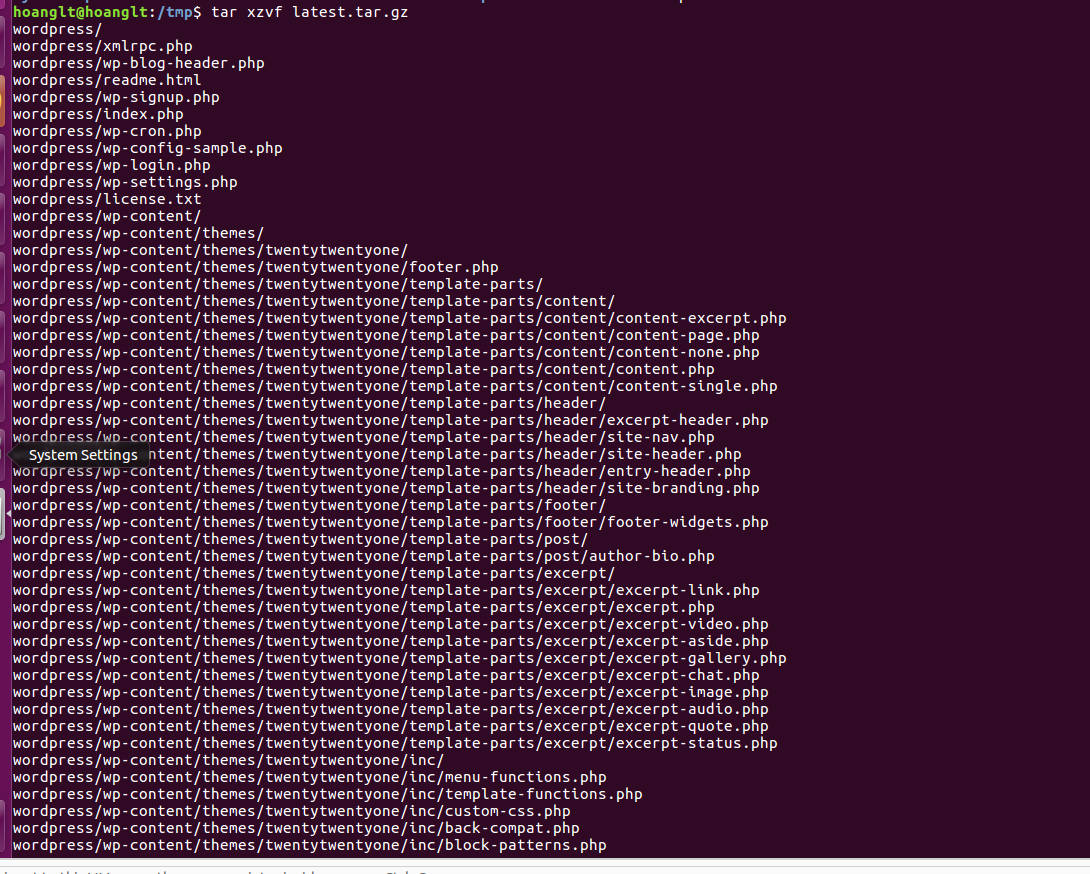 hoanglt@hoanglt:/tmp$ tar xzvf latest.tar.gz
wordpress/
wordpress/xmlrpc.php
wordpress/wp-blog-header.php
wordpress/readme.html
wordpress/wp-signup.php
wordpress/index.php
wordpress/wp-cron.php
wordpress/wp-config-sample.php
wordpress/wp-login.php
wordpress/wp-settings.php
wordpress/license.txt
wordpress/wp-content/
wordpress/wp-content/themes/
wordpress/wp-content/themes/twentytwentyone/
wordpress/wp-content/themes/twentytwentyone/footer.php
wordpress/wp-content/themes/twentytwentyone/template-parts/
wordpress/wp-content/themes/twentytwentyone/template-parts/content/
wordpress/wp-content/themes/twentytwentyone/template-parts/content/content-excerpt.php
wordpress/wp-content/themes/twentytwentyone/template-parts/content/content-page.php
wordpress/wp-content/themes/twentytwentyone/template-parts/content/content-none.php
wordpress/wp-content/themes/twentytwentyone/template-parts/content/content.php
wordpress/wp-content/themes/twentytwentyone/template-parts/content/content-single.php
wordpress/wp-content/themes/twentytwentyone/template-parts/header/
wordpress/wp-content/themes/twentytwentyone/template-parts/header/excerpt-header.php
wordpress/wp-content/themes/twentytwentyone/template-parts/header/site-nav.php
System Settings ntent/themes/twentytwentyone/template-parts/header/site-header.php
wordpress/wp-content/themes/twentytwentyone/template-parts/header/entry-header.php
wordpress/wp-content/themes/twentytwentyone/template-parts/header/site-branding.php
wordpress/wp-content/themes/twentytwentyone/template-parts/footer/
wordpress/wp-content/themes/twentytwentyone/template-parts/footer/footer-widgets.php
wordpress/wp-content/themes/twentytwentyone/template-parts/post/
wordpress/wp-content/themes/twentytwentyone/template-parts/post/author-bio.php
wordpress/wp-content/themes/twentytwentyone/template-parts/excerpt/
wordpress/wp-content/themes/twentytwentyone/template-parts/excerpt/excerpt-link.php
wordpress/wp-content/themes/twentytwentyone/template-parts/excerpt/excerpt.php
wordpress/wp-content/themes/twentytwentyone/template-parts/excerpt/excerpt-video.php
wordpress/wp-content/themes/twentytwentyone/template-parts/excerpt/excerpt-aside.php
wordpress/wp-content/themes/twentytwentyone/template-parts/excerpt/excerpt-gallery.php
wordpress/wp-content/themes/twentytwentyone/template-parts/excerpt/excerpt-chat.php
wordpress/wp-content/themes/twentytwentyone/template-parts/excerpt/excerpt-image.php
wordpress/wp-content/themes/twentytwentyone/template-parts/excerpt/excerpt-audio.php
wordpress/wp-content/themes/twentytwentyone/template-parts/excerpt/excerpt-quote.php
wordpress/wp-content/themes/twentytwentyone/template-parts/excerpt/excerpt-status.php
wordpress/wp-content/themes/twentytwentyone/inc/
wordpress/wp-content/themes/twentytwentyone/inc/menu-functions.php
wordpress/wp-content/themes/twentytwentyone/inc/template-functions.php
wordpress/wp-content/themes/twentytwentyone/inc/custom-css.php
wordpress/wp-content/themes/twentytwentyone/inc/back-compat.php
wordpress/wp-content/themes/twentytwentyone/inc/block-patterns.php